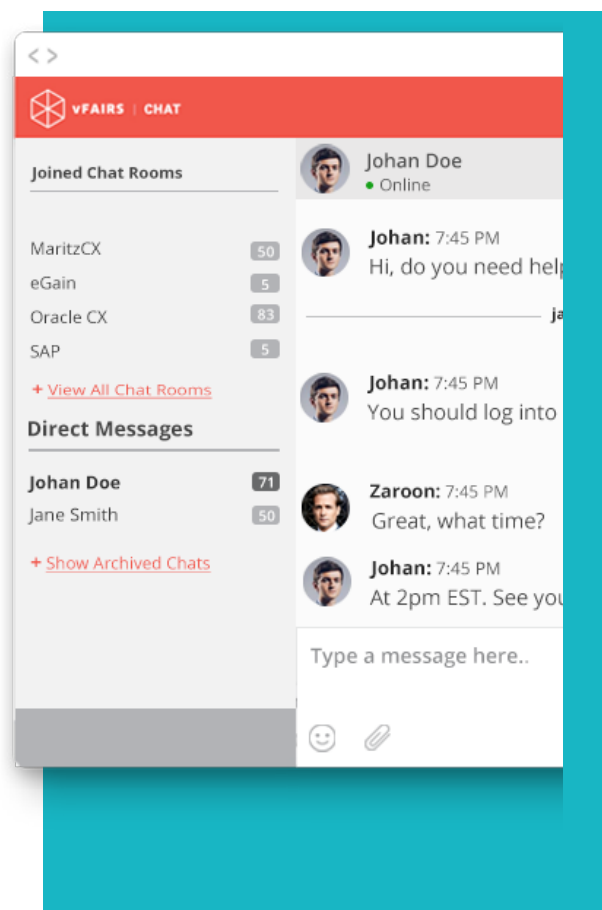 < >
vFAIRS | CHAT
Joined Chat Rooms
MaritzCX 50
eGain 5
Oracle CX 83
SAP 5
+ View All Chat Rooms
Direct Messages
Johan Doe 71
Jane Smith 50
+ Show Archived Chats
Johan Doe
Online
Johan: 7:45 PM
Hi, do you need
Johan: 7:45 PM
You should log into
Zaroon: 7:45 PM
Great, what time?
Johan: 7:45 PM
At 2pm EST. See you
Type a message here..